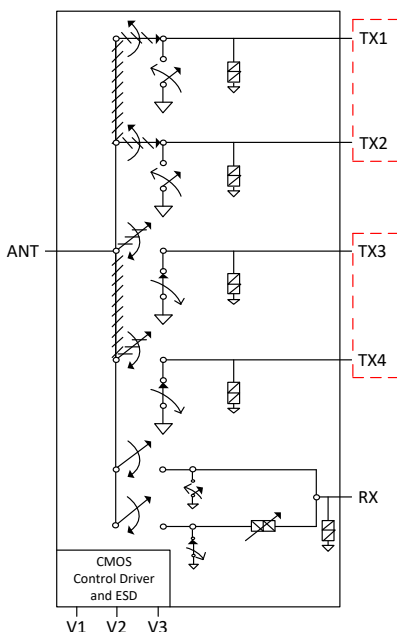 TX1
TX2
ANT
TX3
TX4
RX
CMOS
Control Driver
and ESD
V1 V2 V3